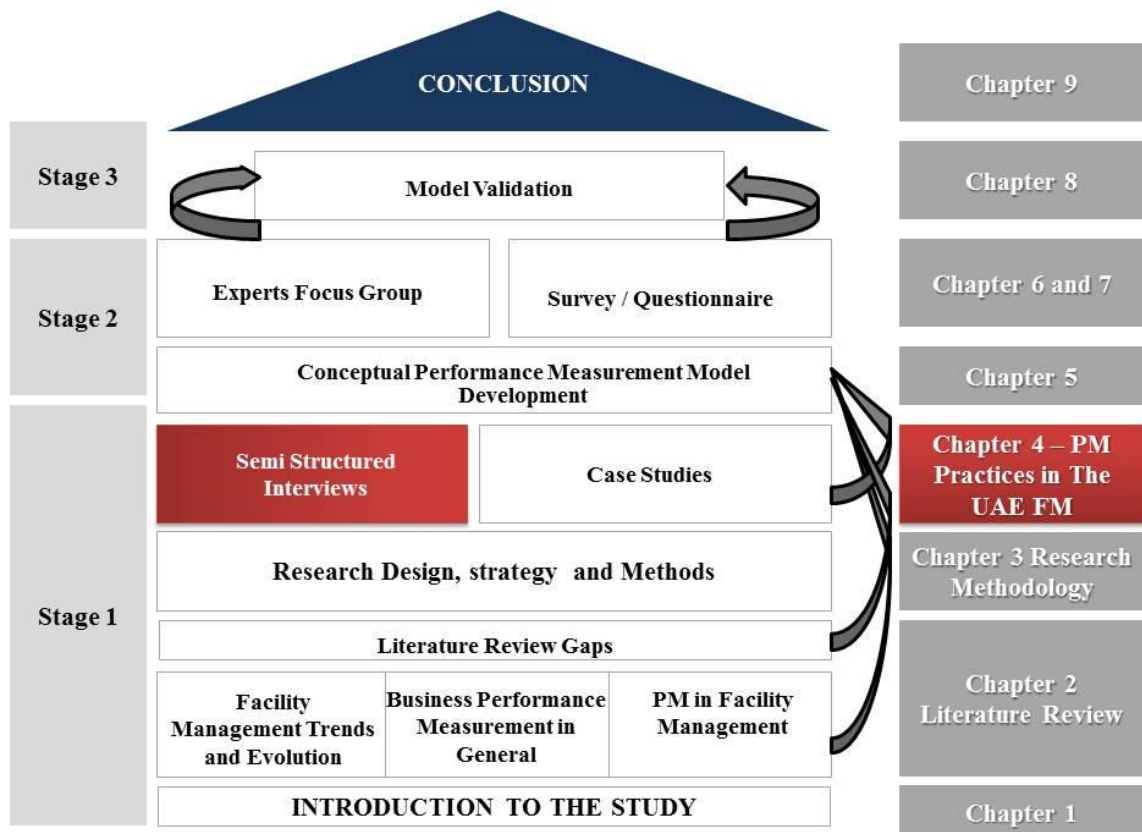 CONCLUSION
Chapter 9
Stage 3
Model Validation
Chapter 8
Stage 2
Experts Focus Group
Survey / Questionnaire
Chapter 6 and 7
Conceptual Performance Measurement Model
Development
Chapter 5
Stage 1
Semi Structured
Interviews
Case Studies
Chapter 4 – PM
Practices in The
UAE FM
Research Design, strategy and Methods
Chapter 3 Research
Methodology
Literature Review Gaps
Facility
Management Trends
and Evolution
Business Performance
Measurement in
General
PM in Facility
Management
Chapter 2
Literature Review
INTRODUCTION TO THE STUDY
Chapter 1